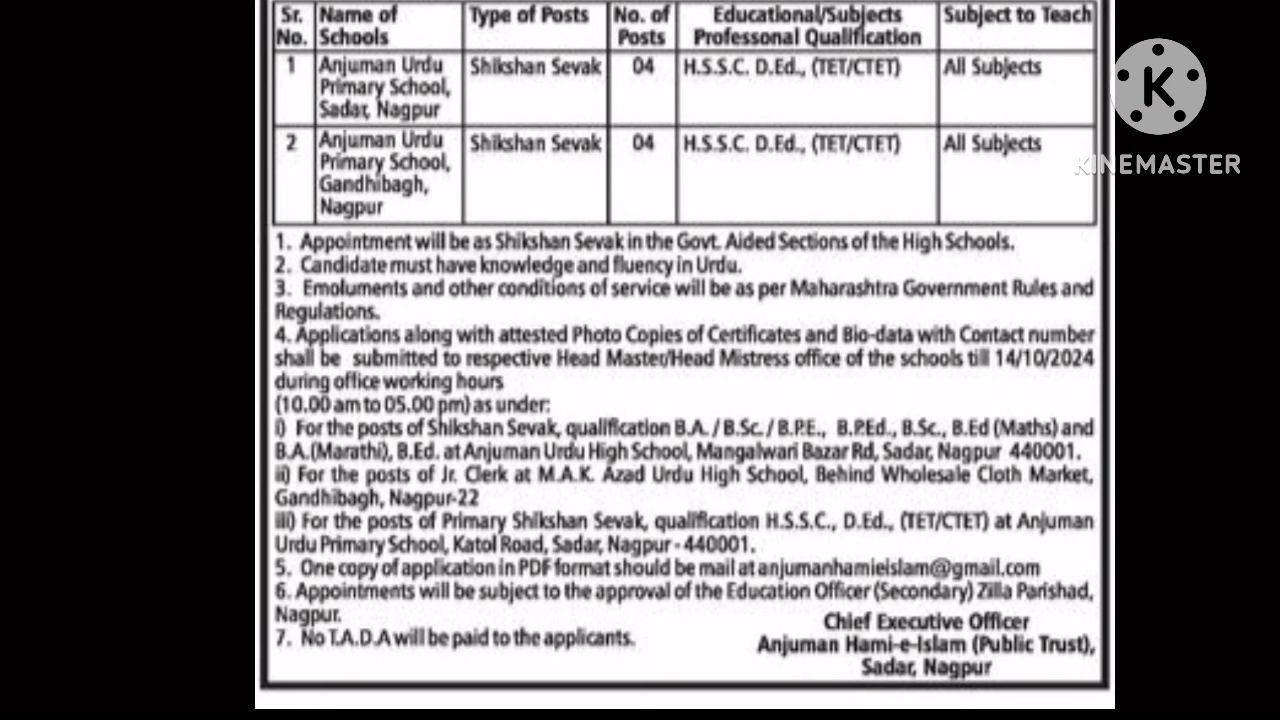 Sr. No. Name of Schools Type of Posts No. of Posts Educational/Subjects Professonal Qualification Subject to Teach
1 Anjuman Urdu Primary School, Sadar, Nagpur Shikshan Sevak 04 H.S.S.C. D.Ed., (TET/CTET) All Subjects
2 Anjuman Urdu Primary School, Gandhibagh, Nagpur Shikshan Sevak 04 H.S.S.C. D.Ed., (TET/CTET) All Subjects
1. Appointment will be as Shikshan Sevak in the Govt. Aided Sections of the High Schools.
2. Candidate must have knowledge and fluency in Urdu.
3. Emoluments and other conditions of service will be as per Maharashtra Government Rules and
Regulations.
4. Applications along with attested Photo Copies of Certificates and Bio-data with Contact number
shall be submitted to respective Head Master/Head Mistress office of the schools till 14/10/2024
during office working hours
(10.00 am to 05.00 pm) as under:
i) For the posts of Shikshan Sevak, qualification B.A. / B.Sc. / B.P.E., B.P.Ed., B.Sc., B.Ed (Maths) and
B.A.(Marathi), B.Ed. at Anjuman Urdu High School, Mangalwari Bazar Rd, Sadar, Nagpur 440001.
ii) For the posts of Jr. Clerk at M.A.K. Azad Urdu High School, Behind Wholesale Cloth Market,
Gandhibagh, Nagpur-22
iii) For the posts of Primary Shikshan Sevak, qualification H.S.S.C., D.Ed., (TET/CTET) at Anjuman
Urdu Primary School, Katol Road, Sadar, Nagpur - 440001.
5. One copy of application in PDF format should be mail at anjumanhamieislam@gmail.com
6. Appointments will be subject to the approval of the Education Officer (Secondary) Zilla Parishad,
Nagpur.
7. No T.A.D.A will be paid to the applicants.
Chief Executive Officer
Anjuman Hami-e-Islam (Public Trust),
Sadar, Nagpur
K
KINEMASTER